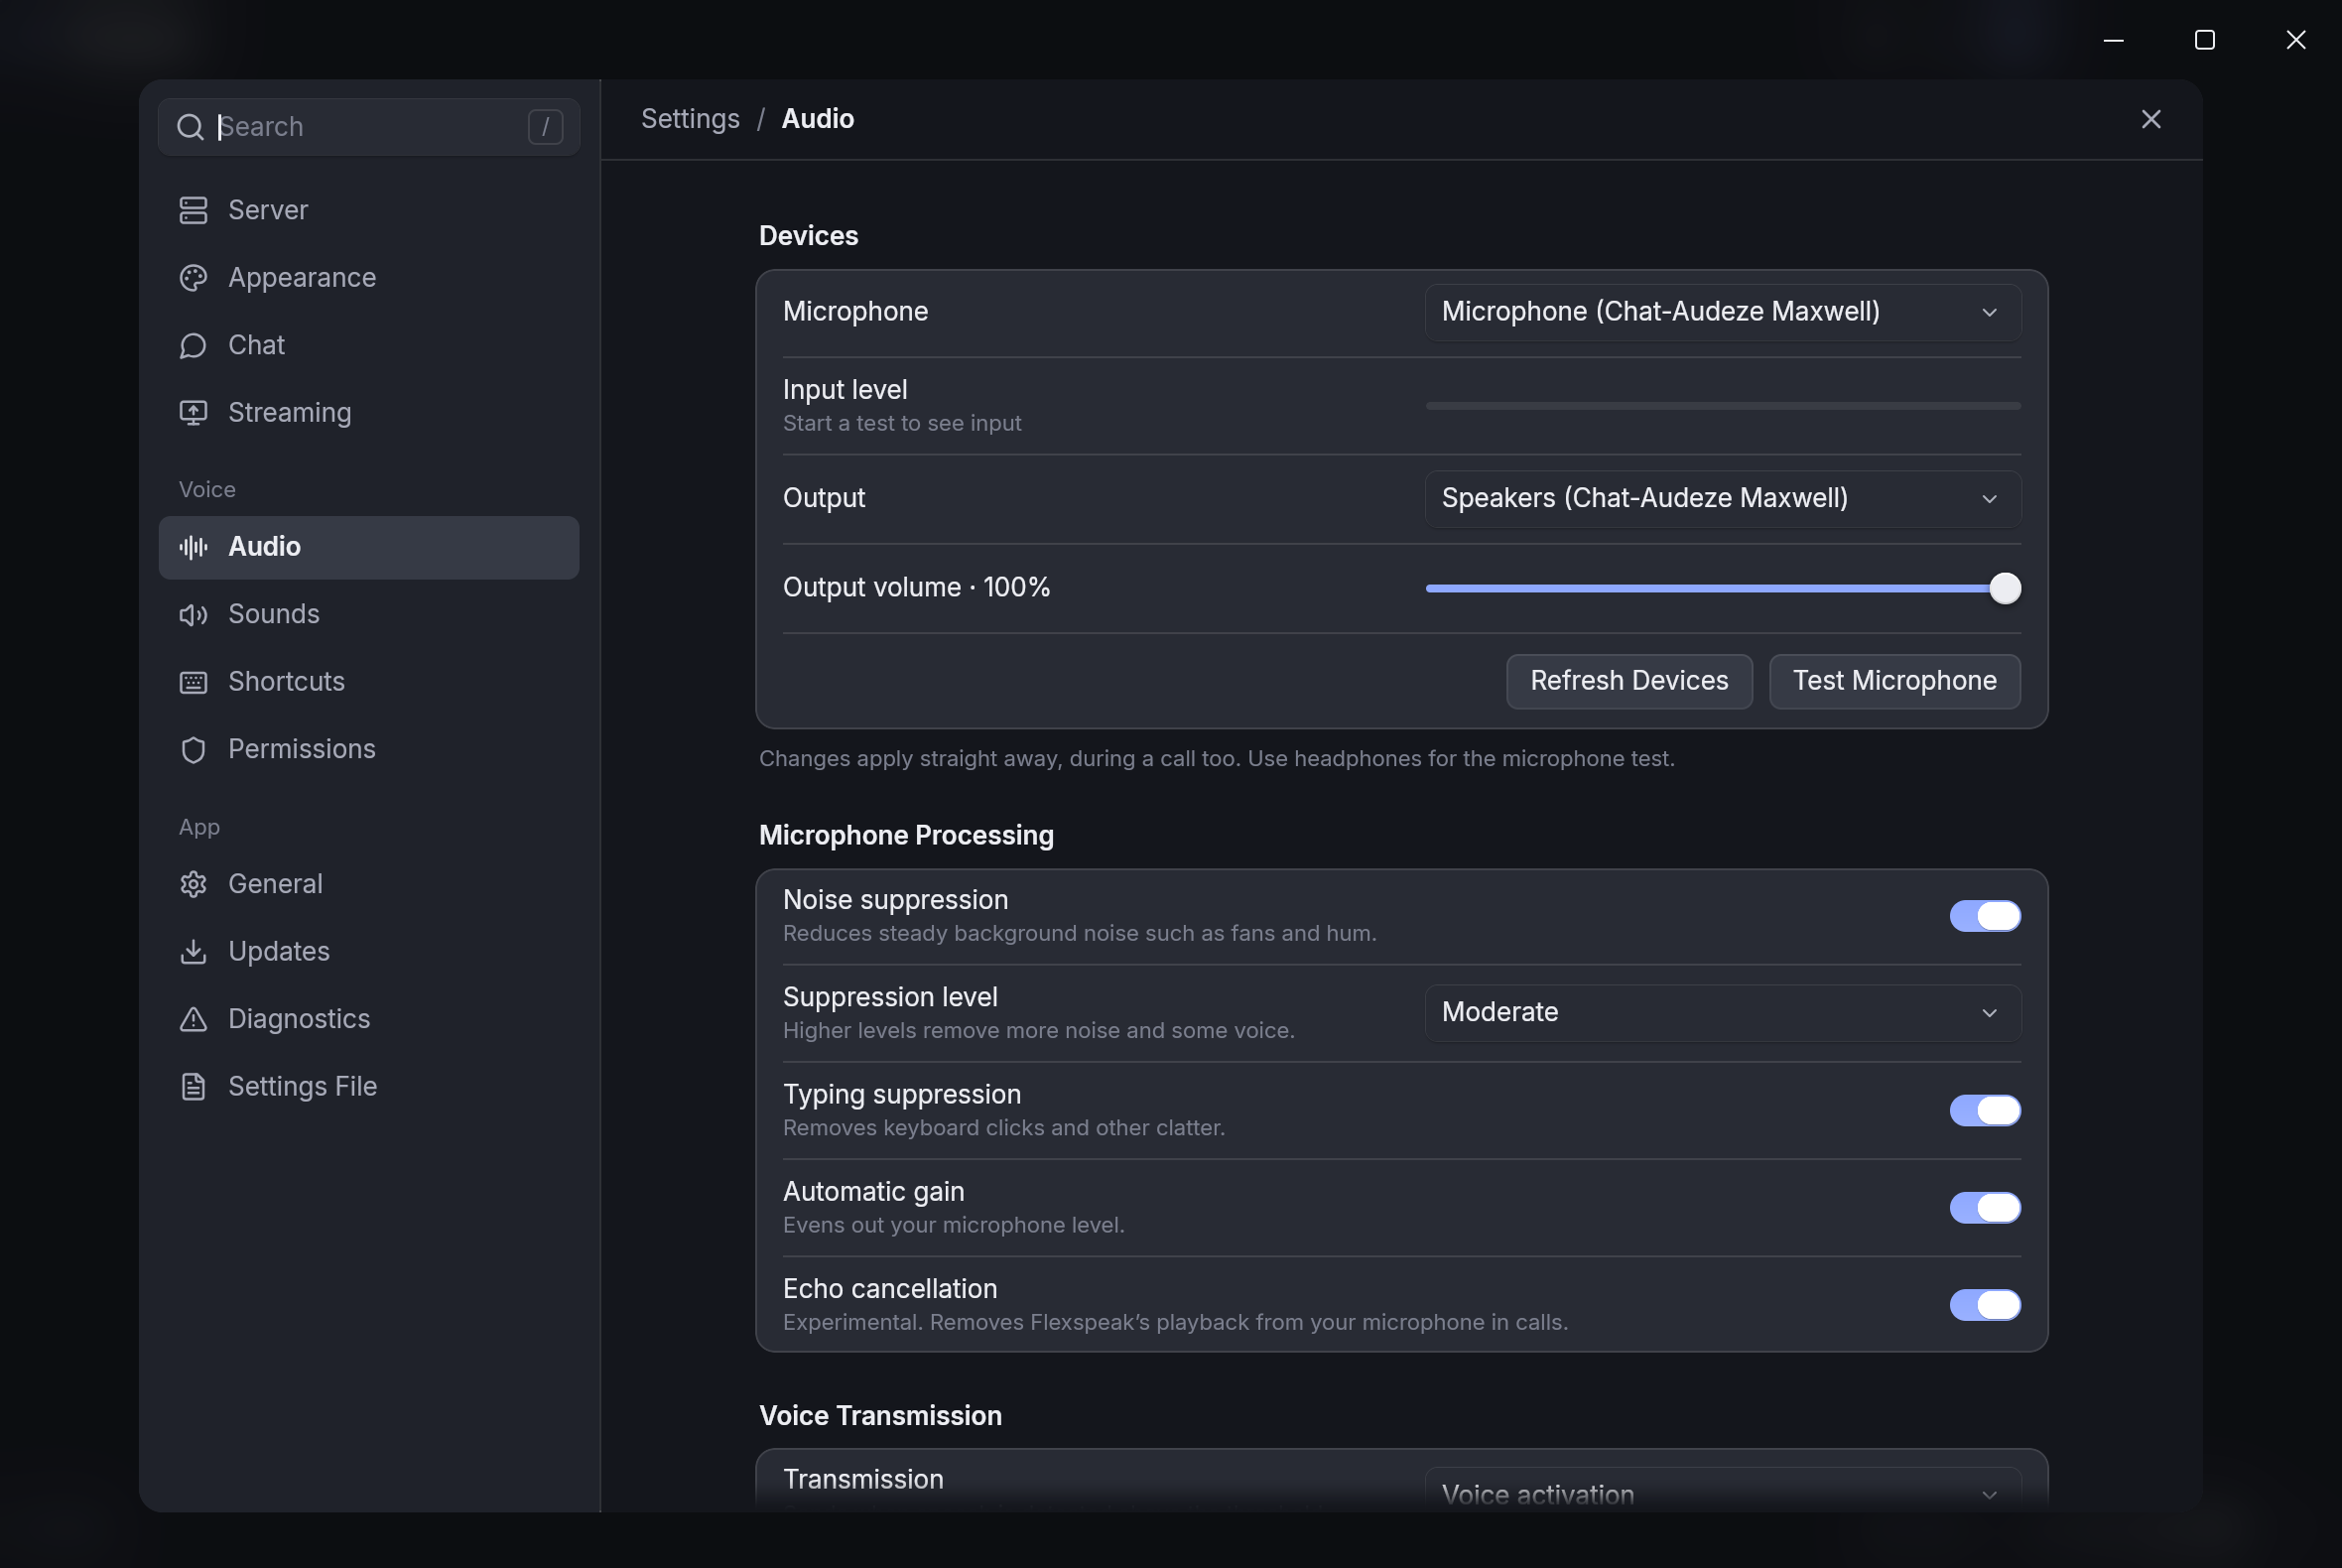 Search /
Server
Appearance
Chat
Streaming
Voice
Audio
Sounds
Shortcuts
Permissions
App
General
Updates
Diagnostics
Settings File
Settings / Audio
Devices
Microphone Microphone (Chat-Audeze Maxwell)
Input level
Start a test to see input
Output Speakers (Chat-Audeze Maxwell)
Output volume · 100%
Refresh Devices Test Microphone
Changes apply straight away, during a call too. Use headphones for the microphone test.
Microphone Processing
Noise suppression
Reduces steady background noise such as fans and hum.
Suppression level Moderate
Higher levels remove more noise and some voice.
Typing suppression
Removes keyboard clicks and other clatter.
Automatic gain
Evens out your microphone level.
Echo cancellation
Experimental. Removes Flexspeak’s playback from your microphone in calls.
Voice Transmission
Transmission Voice activation